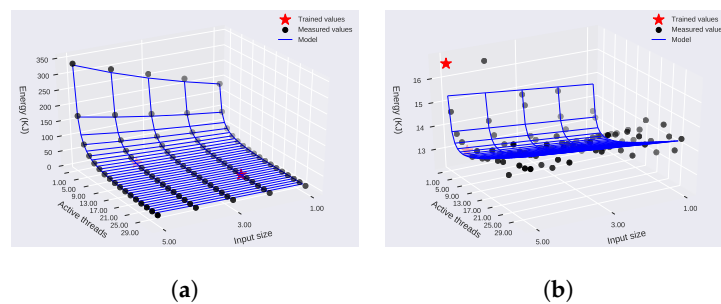 Trained values
Measured values
Model
350
300
250
200
150
100
50
0
Energy (KJ)
1.00
5.00
9.00
13.00
17.00
21.00
25.00
29.00
Active threads
5.00
3.00
1.00
Input size
(a)
Trained values
Measured values
Model
16
15
14
13
Energy (KJ)
1.00
5.00
9.00
13.00
17.00
21.00
25.00
29.00
Active threads
5.00
3.00
1.00
Input size
(b)